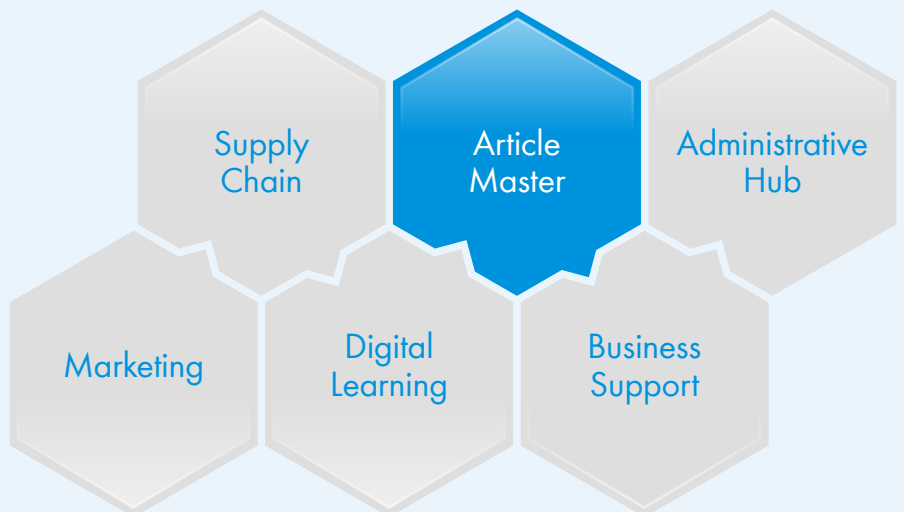 Supply
Chain
Article
Master
Administrative
Hub
Marketing
Digital
Learning
Business
Support